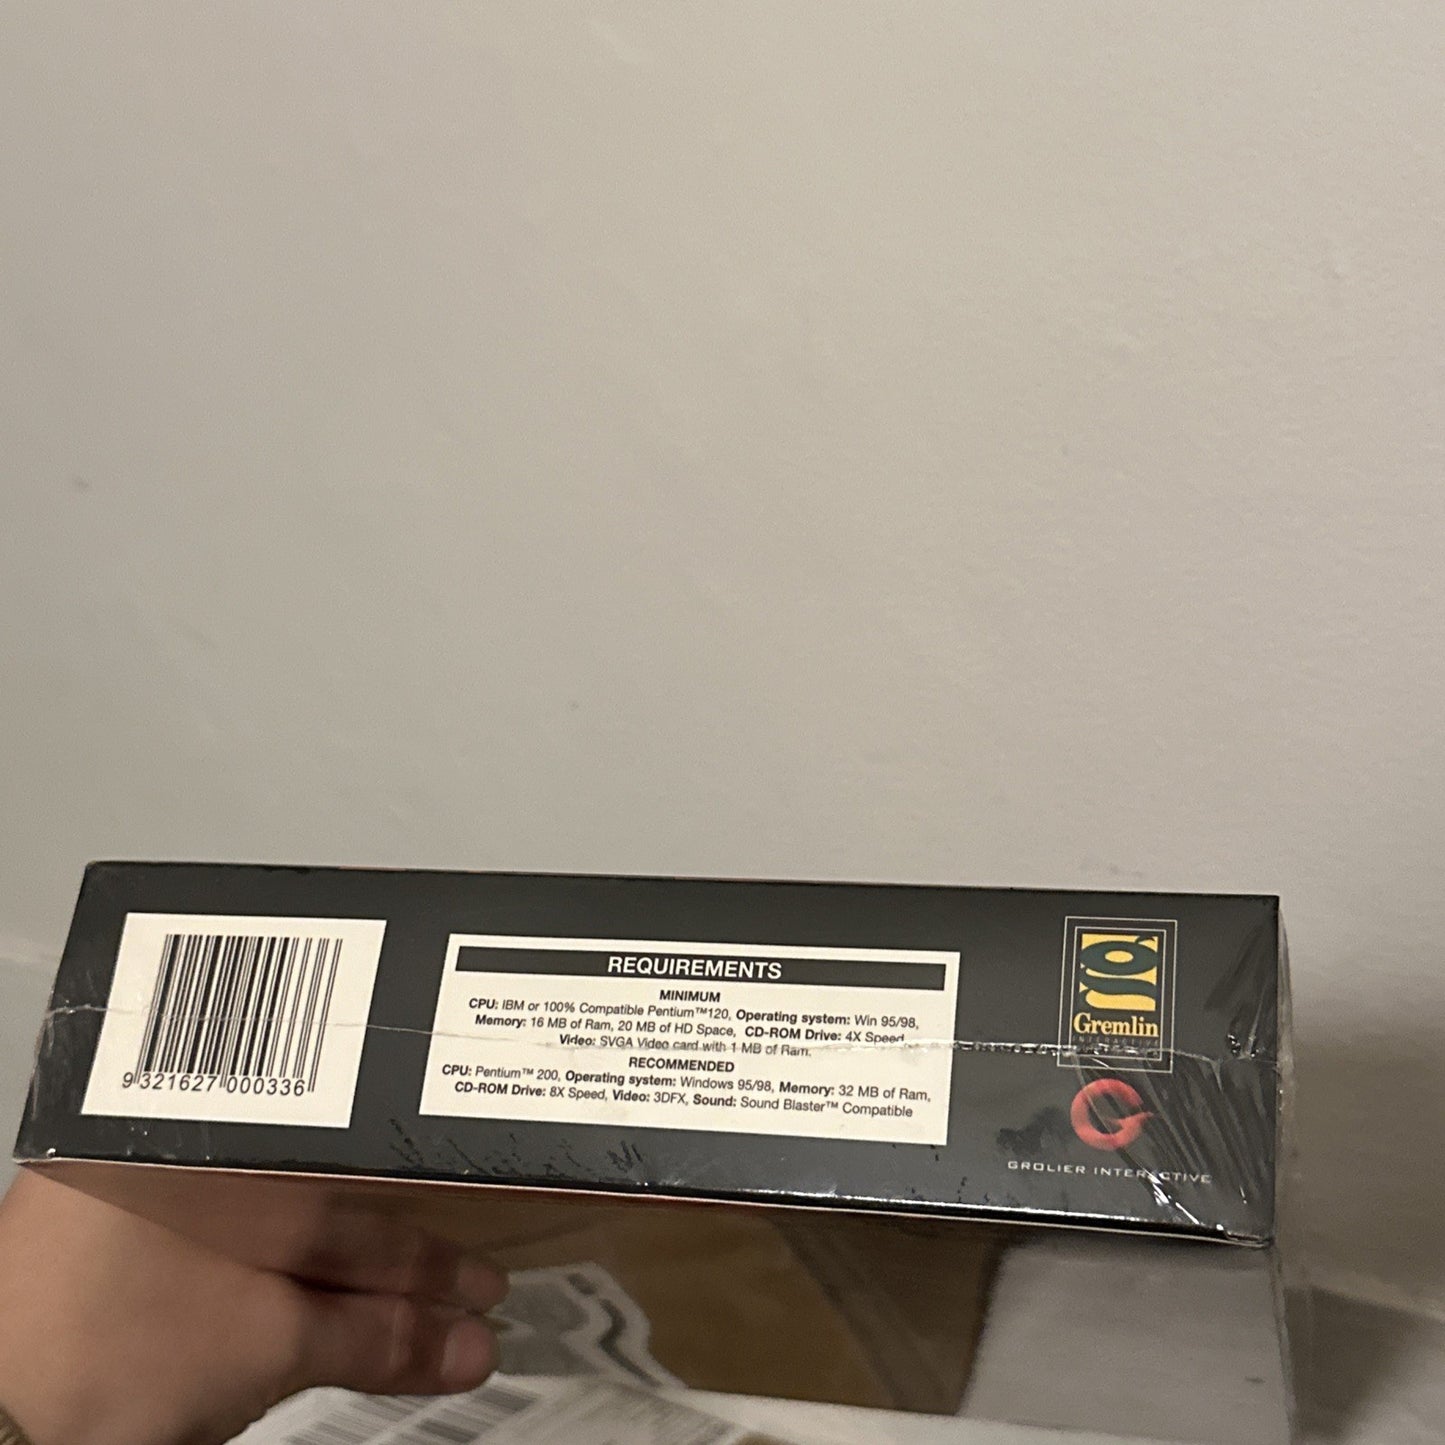 9 321627 000336
REQUIREMENTS
MINIMUM
CPU: IBM or 100% Compatible Pentium™120, Operating system: Win 95/98,
Memory: 16 MB of Ram, 20 MB of HD Space, CD-ROM Drive: 4X Speed
Video: SVGA Video card with 1 MB of Ram.
RECOMMENDED
CPU: Pentium™ 200, Operating system: Windows 95/98, Memory: 32 MB of Ram,
CD-ROM Drive: 8X Speed, Video: 3DFX, Sound: Sound Blaster™ Compatible
Gremlin
INTERACTIVE
GROLIER INTERACTIVE